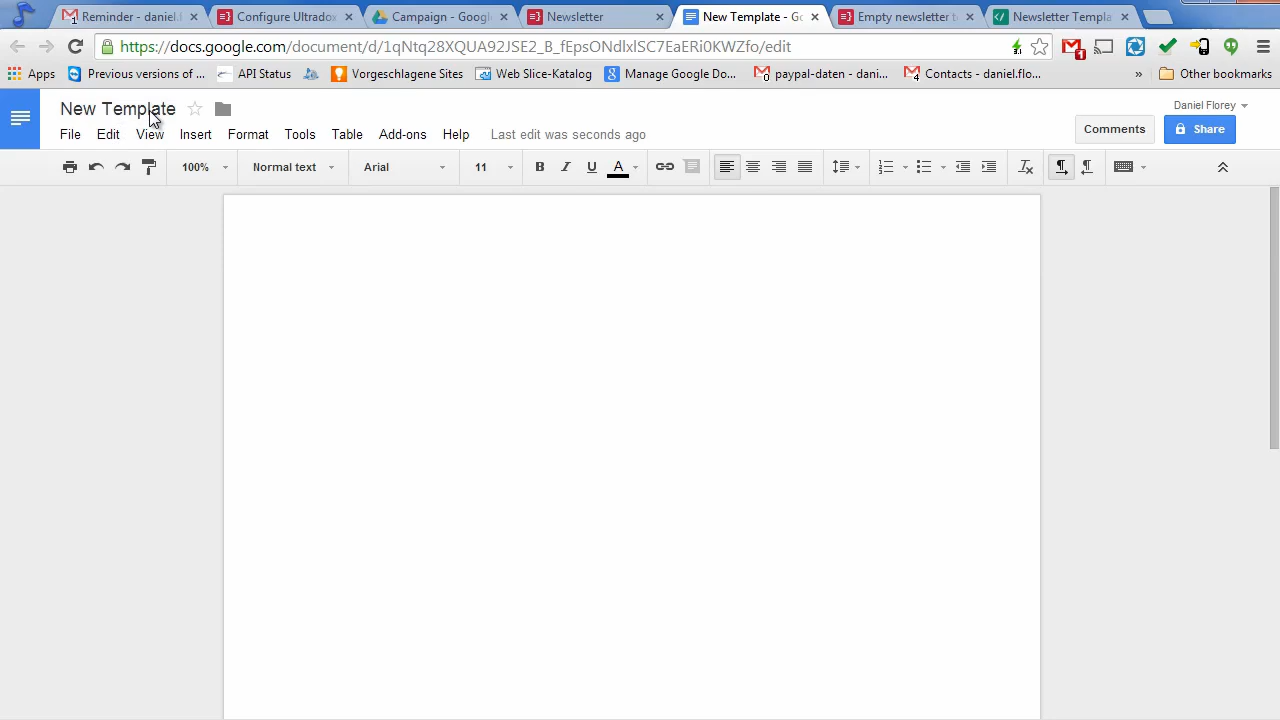 Reminder - daniel.
Configure Ultradox
Campaign - Google
Newsletter
New Template - Go
Empty newsletter te
Newsletter Templa
https://docs.google.com/document/d/1qNtq28XQUA92JSE2_B_fEpsONdlxlSC7EaERi0KWZfo/edit
Apps
Previous versions of ...
API Status
Vorgeschlagene Sites
Web Slice-Katalog
Manage Google Do...
paypal-daten - dani...
Contacts - daniel.flo...
»
Other bookmarks
New Template
Daniel Florey
File Edit View Insert Format Tools Table Add-ons Help Last edit was seconds ago
Comments
Share
100% Normal text Arial 11 B I U A